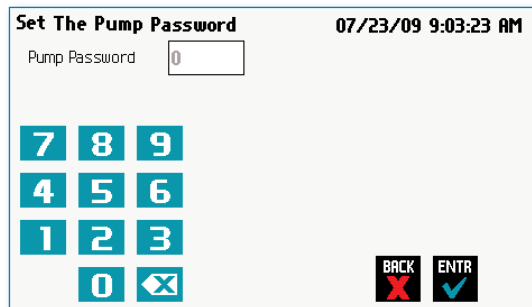 Set The Pump Password 07/23/09 9:03:23 AM
Pump Password 0
7 8 9
4 5 6
1 2 3
0
BACK ENTR